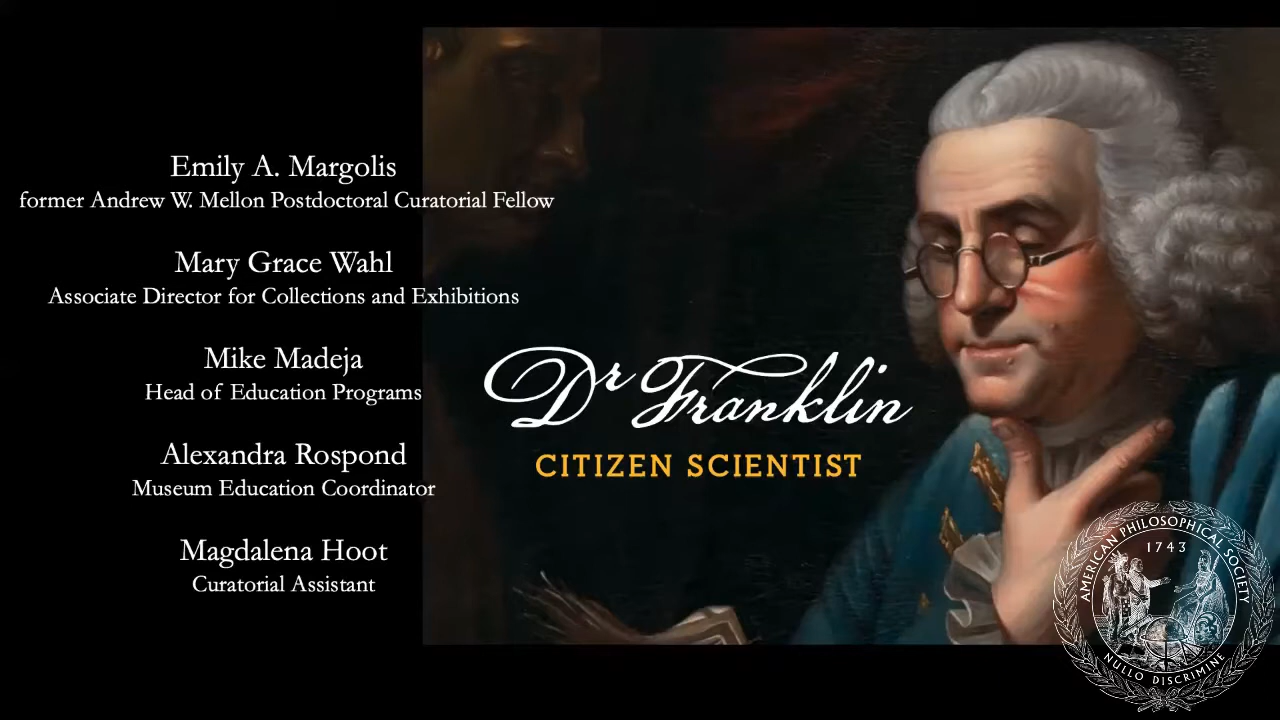 Emily A. Margolis
former Andrew W. Mellon Postdoctoral Curatorial Fellow
Mary Grace Wahl
Associate Director for Collections and Exhibitions
Mike Madeja
Head of Education Programs
Alexandra Rospond
Museum Education Coordinator
Magdalena Hoot
Curatorial Assistant
Dr Franklin
CITIZEN SCIENTIST
AMERICAN PHILOSOPHICAL SOCIETY
1743
NULLO DISCRIMINE